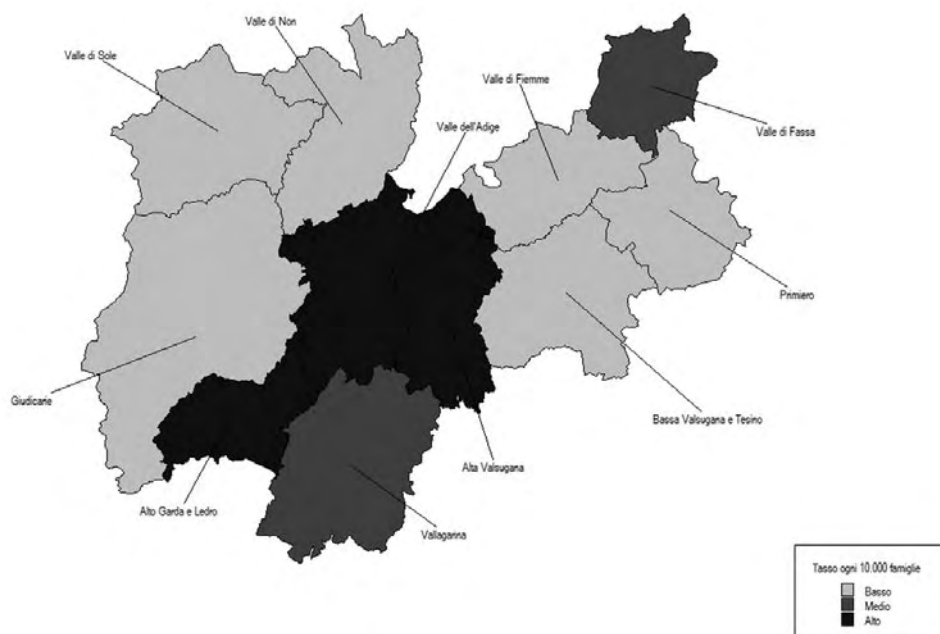 Valle di Non
Valle di Sole
Valle di Fiemme
Valle dell'Adige
Valle di Fassa
Primiero
Giudicarie
Bassa Valsugana e Tesino
Alta Valsugana
Alto Garda e Ledro
Vallagarina
Tasso ogni 10.000 famiglie
Basso
Medio
Alto